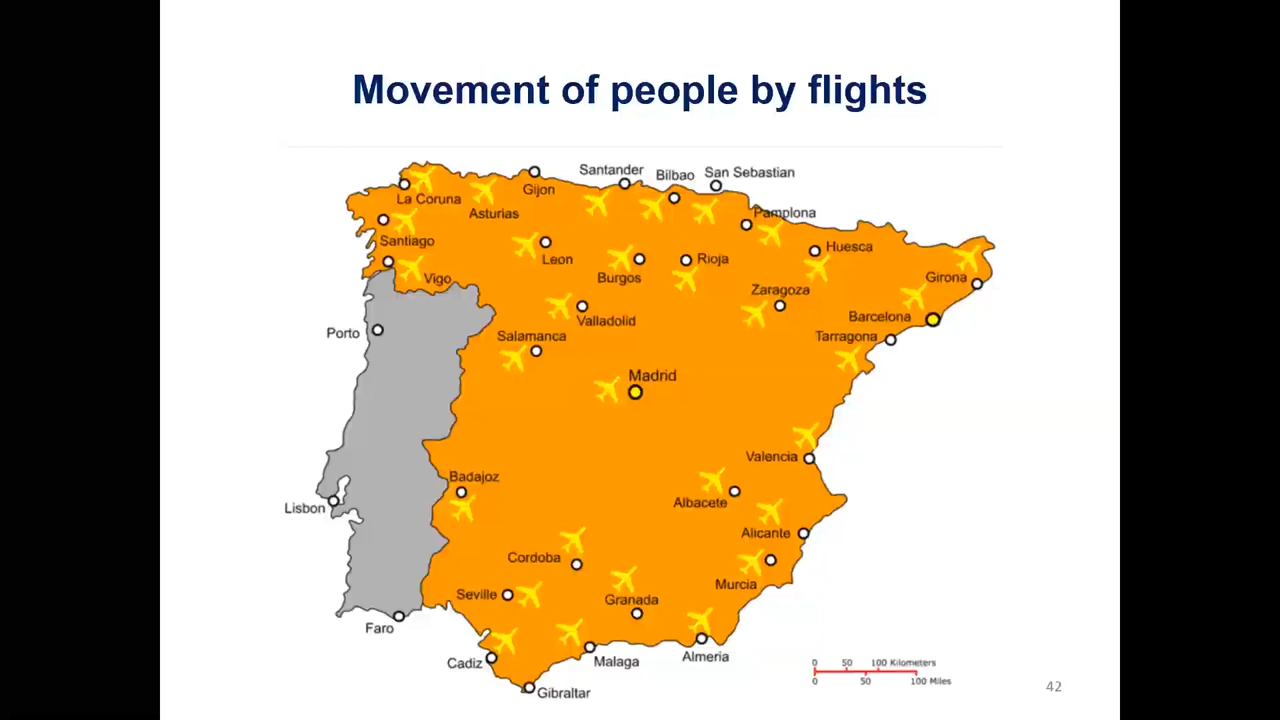 Movement of people by flights
Santander
Bilbao
San Sebastian
Gijon
La Coruna
Asturias
Pamplona
Santiago
Huesca
Leon
Rioja
Burgos
Vigo
Girona
Zaragoza
Barcelona
Valladolid
Porto
Salamanca
Tarragona
Madrid
Valencia
Badajoz
Albacete
Lisbon
Alicante
Cordoba
Murcia
Seville
Granada
Faro
Almeria
Cadiz
Malaga
Gibraltar
0 50 100 Kilometers
0 50 100 Miles
42